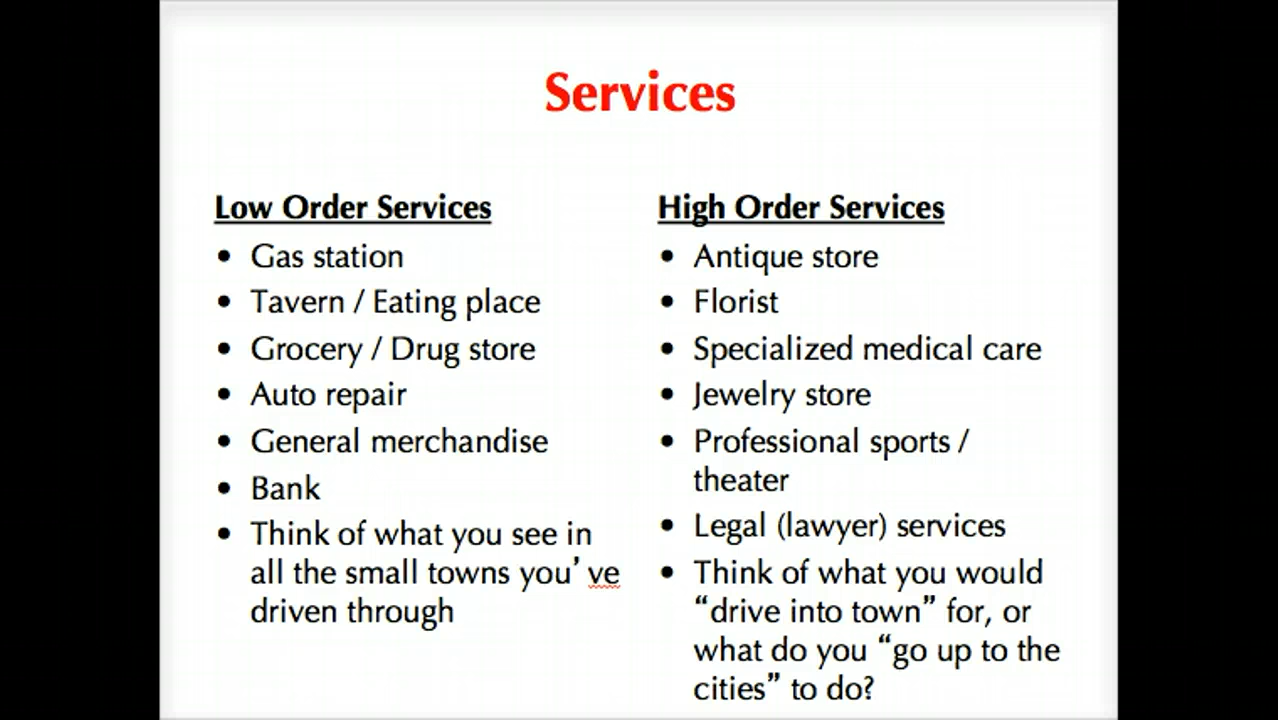 Services
Low Order Services
• Gas station
• Tavern / Eating place
• Grocery / Drug store
• Auto repair
• General merchandise
• Bank
• Think of what you see in
all the small towns you’ ve
driven through
High Order Services
• Antique store
• Florist
• Specialized medical care
• Jewelry store
• Professional sports /
theater
• Legal (lawyer) services
• Think of what you would
“drive into town” for, or
what do you “go up to the
cities” to do?